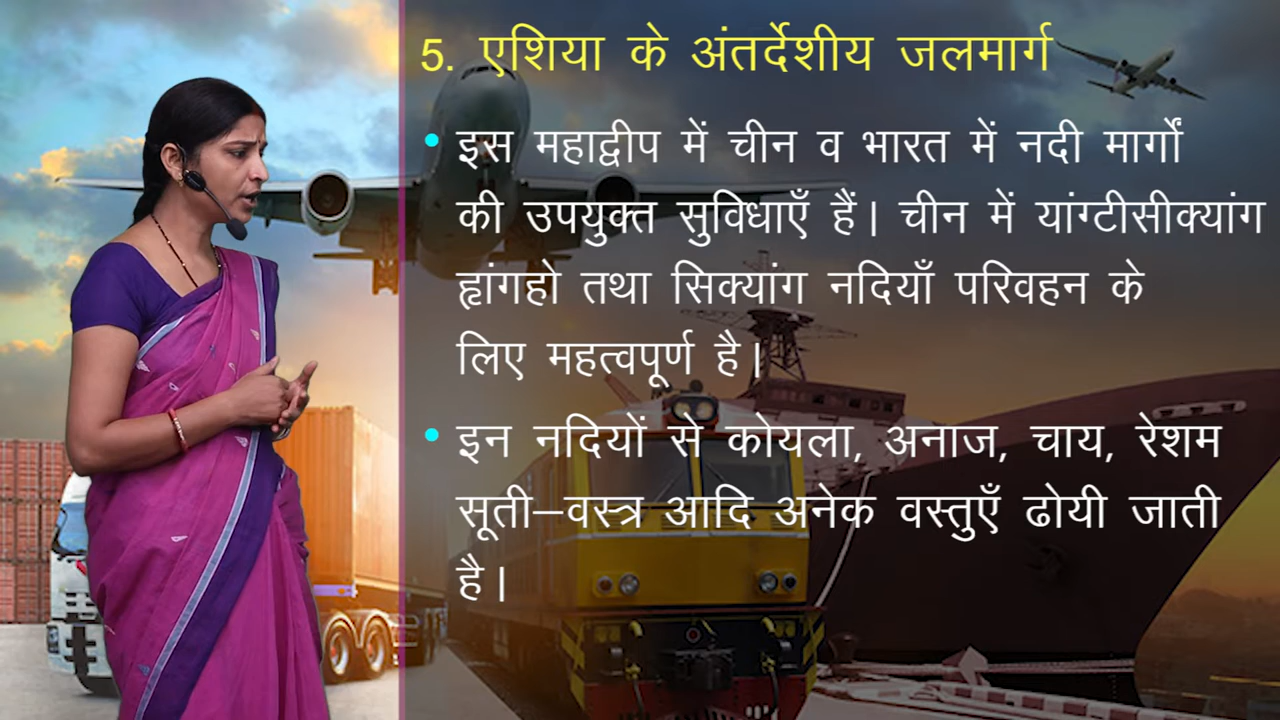 5. एशिया के अंतर्देशीय जलमार्ग
• इस महाद्वीप में चीन व भारत में नदी मार्गों
की उपयुक्त सुविधाएँ हैं। चीन में यांग्टीसीक्यांग
ह्वांगहो तथा सिक्यांग नदियाँ परिवहन के
लिए महत्वपूर्ण है।
• इन नदियों से कोयला, अनाज, चाय, रेशम
सूती–वस्त्र आदि अनेक वस्तुएँ ढोयी जाती
है।